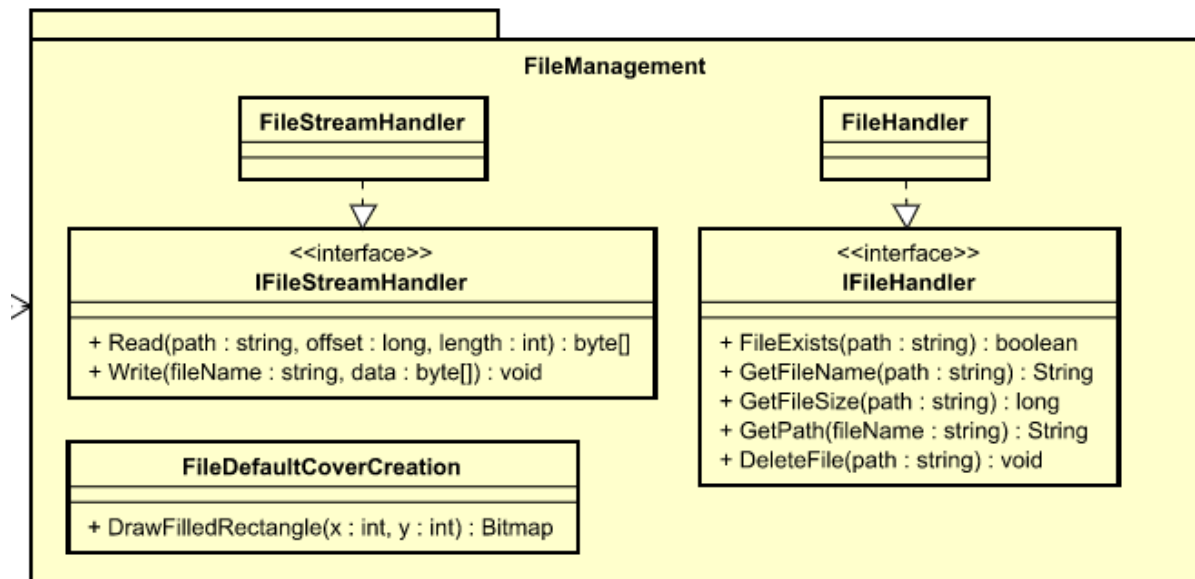 FileManagement
FileStreamHandler
FileHandler
<<interface>>
IFileStreamHandler
+ Read(path : string, offset : long, length : int) : byte[]
+ Write(fileName : string, data : byte[]) : void
<<interface>>
IFileHandler
+ FileExists(path : string) : boolean
+ GetFileName(path : string) : String
+ GetFileSize(path : string) : long
+ GetPath(fileName : string) : String
+ DeleteFile(path : string) : void
FileDefaultCoverCreation
+ DrawFilledRectangle(x : int, y : int) : Bitmap